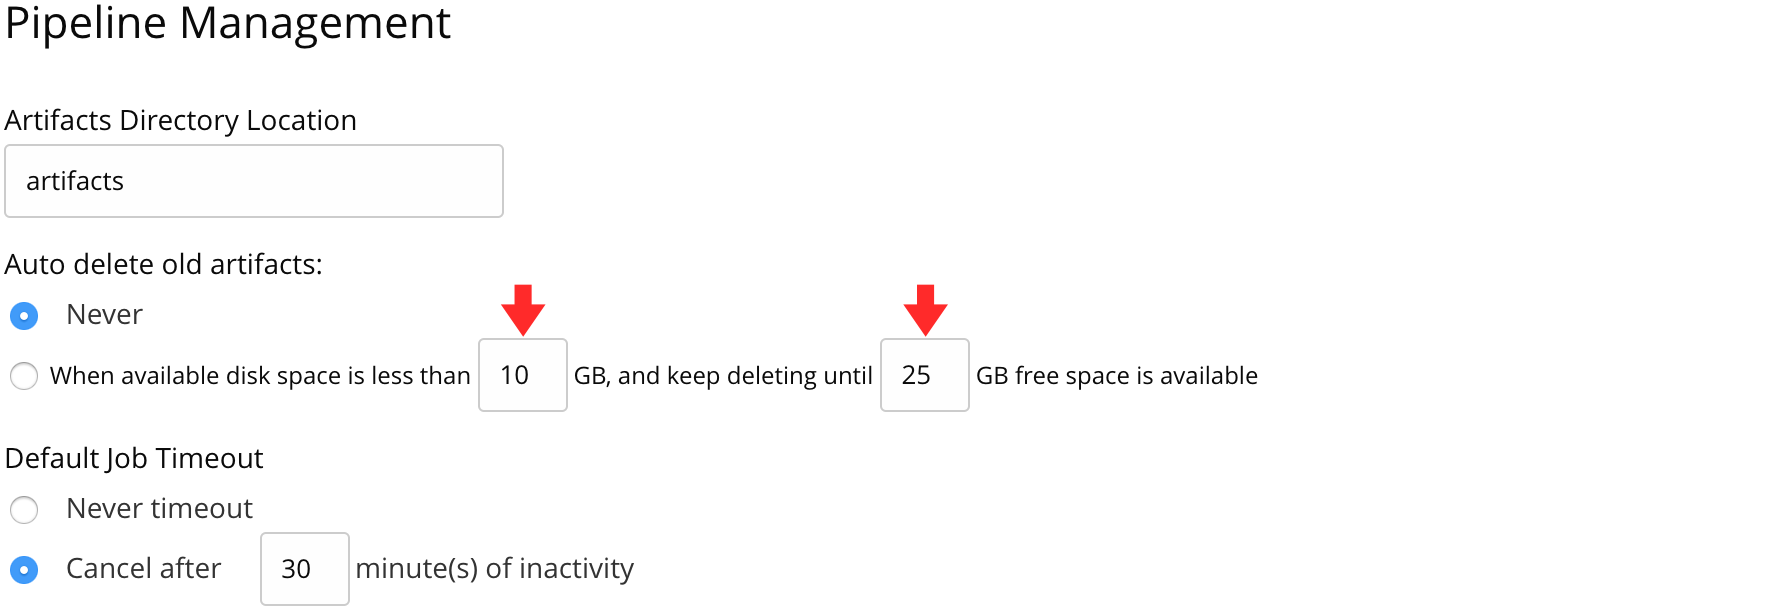 Pipeline Management
Artifacts Directory Location
artifacts
Auto delete old artifacts:
Never
When available disk space is less than 10 GB, and keep deleting until 25 GB free space is available
Default Job Timeout
Never timeout
Cancel after 30 minute(s) of inactivity